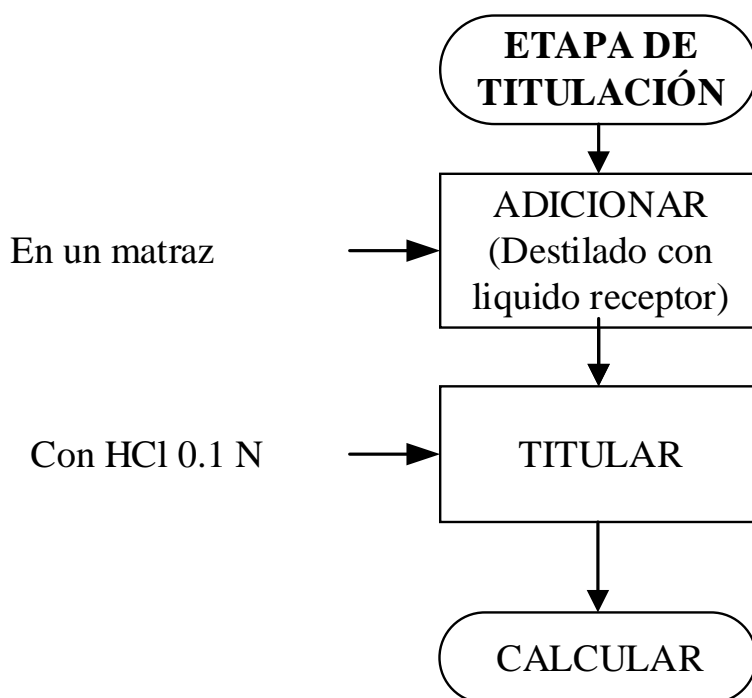 ETAPA DE
TITULACIÓN
En un matraz
ADICIONAR
(Destilado con
liquido receptor)
Con HCl 0.1 N
TITULAR
CALCULAR